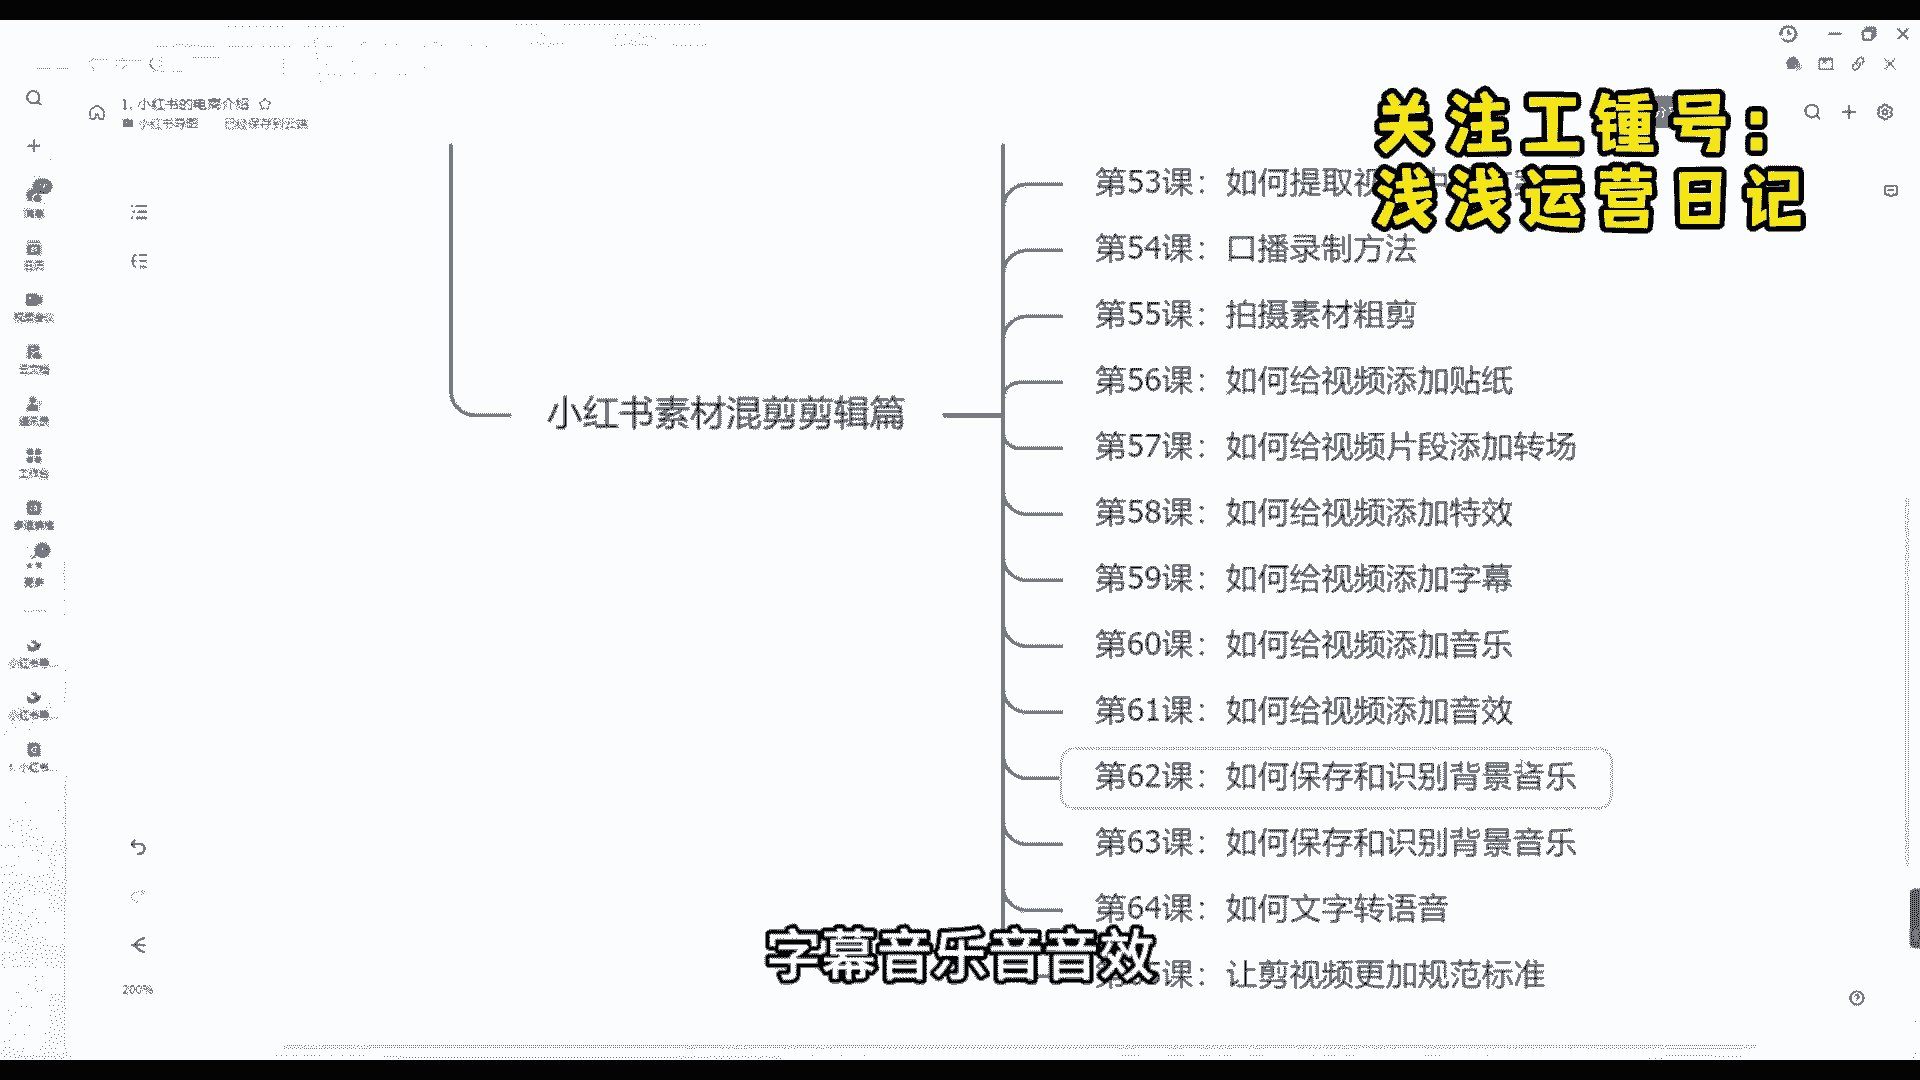 1. 小红书的电商介绍
小红书导图 已经保存到云端
关注工锺号：
浅浅运营日记
第53课：如何提取视
第54课：口播录制方法
第55课：拍摄素材粗剪
第56课：如何给视频添加贴纸
小红书素材混剪剪辑篇
第57课：如何给视频片段添加转场
第58课：如何给视频添加特效
第59课：如何给视频添加字幕
第60课：如何给视频添加音乐
第61课：如何给视频添加音效
第62课：如何保存和识别背景音乐
第63课：如何保存和识别背景音乐
第64课：如何文字转语音
字幕音乐音音效
课：让剪视频更加规范标准
200%